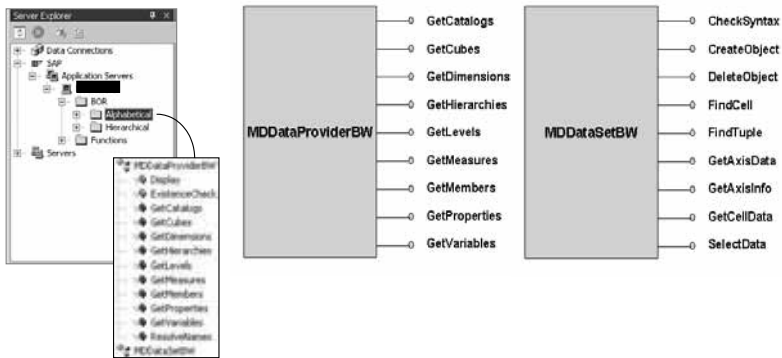 Server Explorer
Data Connections
SAP
Application Servers
BOR
Alphabetical
Hierarchical
Functions
Servers
MDDataProviderBW
Display
ExistenceCheck
GetCatalogs
GetCubes
GetDimensions
GetHierarchies
GetLevels
GetMeasures
GetMembers
GetProperties
GetVariables
ResolveNames
MDDataSetBW
MDDataProviderBW
GetCatalogs
GetCubes
GetDimensions
GetHierarchies
GetLevels
GetMeasures
GetMembers
GetProperties
GetVariables
MDDataSetBW
CheckSyntax
CreateObject
DeleteObject
FindCell
FindTuple
GetAxisData
GetAxisInfo
GetCellData
SelectData